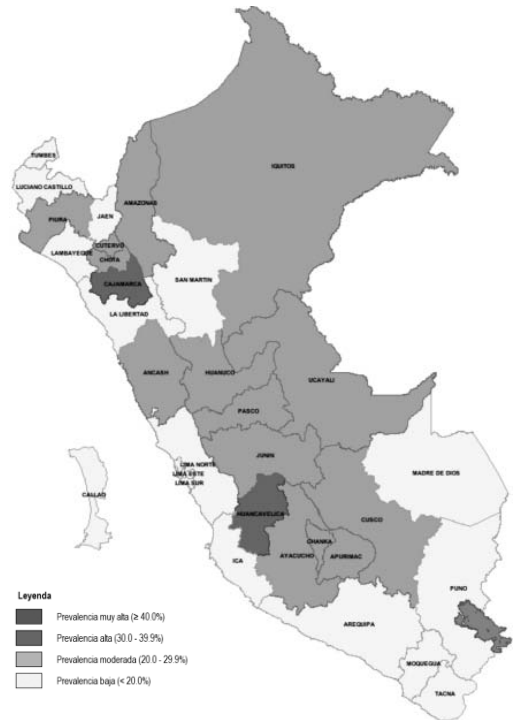 TUMBES
IQUITOS
LUCIANO CASTILLO
AMAZONAS
JAEN
PIURA
CUTERVO
LAMBAYEQUE
CHOTA
SAN MARTIN
CAJAMARCA
LA LIBERTAD
ANCASH
HUANUCO
UCAYALI
PASCO
JUNIN
LIMA NORTE
LIMA ESTE
LIMA SUR
MADRE DE DIOS
CALLAO
HUANCAVELICA
CUSCO
CHANKA
AYACUCHO
APURIMAC
ICA
PUNO
AREQUIPA
MOQUEGUA
TACNA
Leyenda
Prevalencia muy alta (≥ 40.0%)
Prevalencia alta (30.0 - 39.9%)
Prevalencia moderada (20.0 - 29.9%)
Prevalencia baja (< 20.0%)